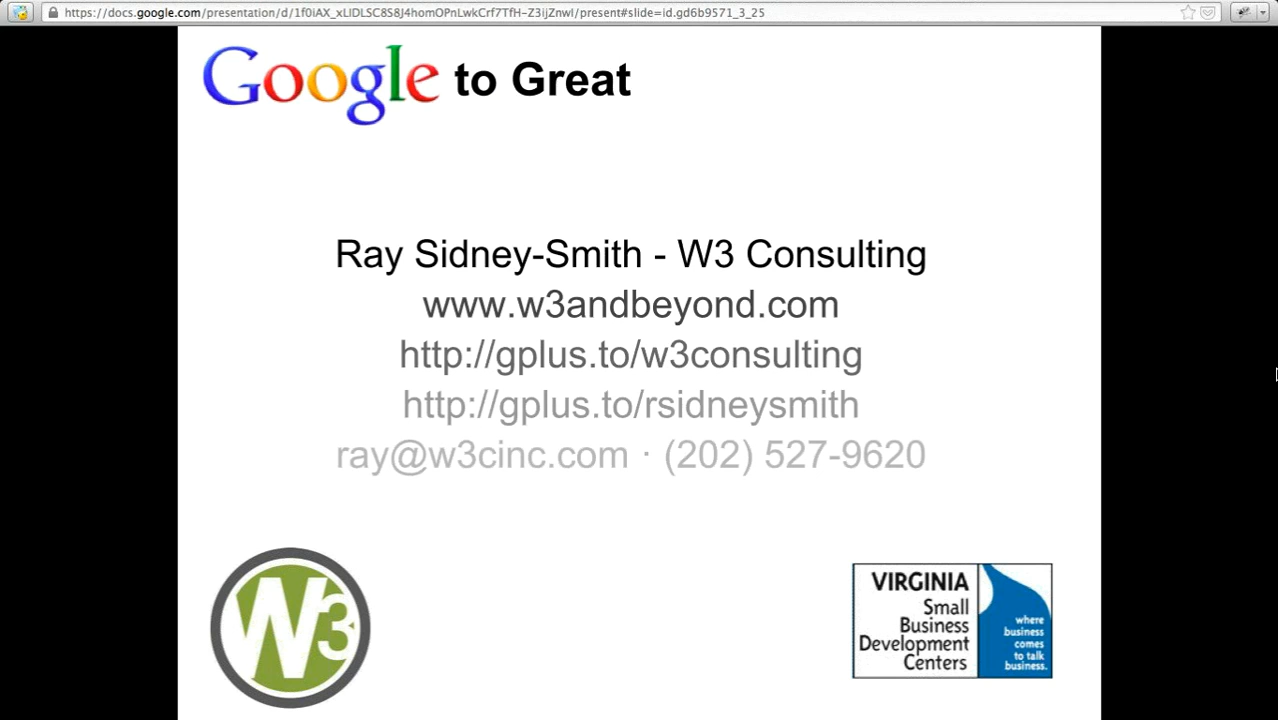 https://docs.google.com/presentation/d/1f0iAX_xLIDLSC8S8J4homOPnLwkCrf7TfH-Z3ijZnwI/present#slide=id.gd6b9571_3_25
Google to Great
Ray Sidney-Smith - W3 Consulting
www.w3andbeyond.com
http://gplus.to/w3consulting
http://gplus.to/rsidneysmith
ray@w3cinc.com · (202) 527-9620
W3
VIRGINIA
Small
Business
Development
Centers
where
business
comes
to talk
business.